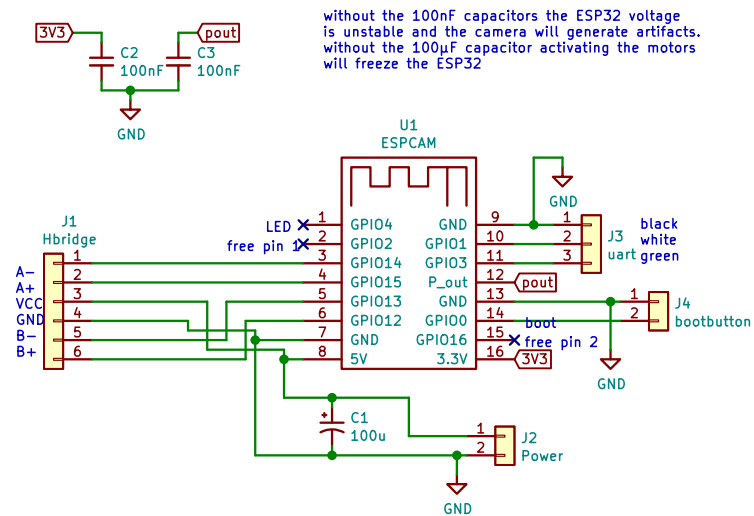 without the 100nF capacitors the ESP32 voltage
is unstable and the camera will generate artifacts.
without the 100µF capacitor activating the motors
will freeze the ESP32
3V3
C2
100nF
pout
C3
100nF
GND
U1
ESPCAM
J1
Hbridge
A- 1
A+ 2
VCC 3
GND 4
B- 5
B+ 6
LED 1 GPIO4
free pin 1 2 GPIO2
3 GPIO14
4 GPIO15
5 GPIO13
6 GPIO12
7 GND
8 5V
GND 9
GPIO1 10
GPIO3 11
P_out 12 pout
GND 13
GPIO0 14 boot
GPIO16 15 free pin 2
3.3V 16 3V3
GND
1 black
2 white
3 green
J3
uart
1
2
J4
bootbutton
GND
C1
100u
1
2
J2
Power
GND